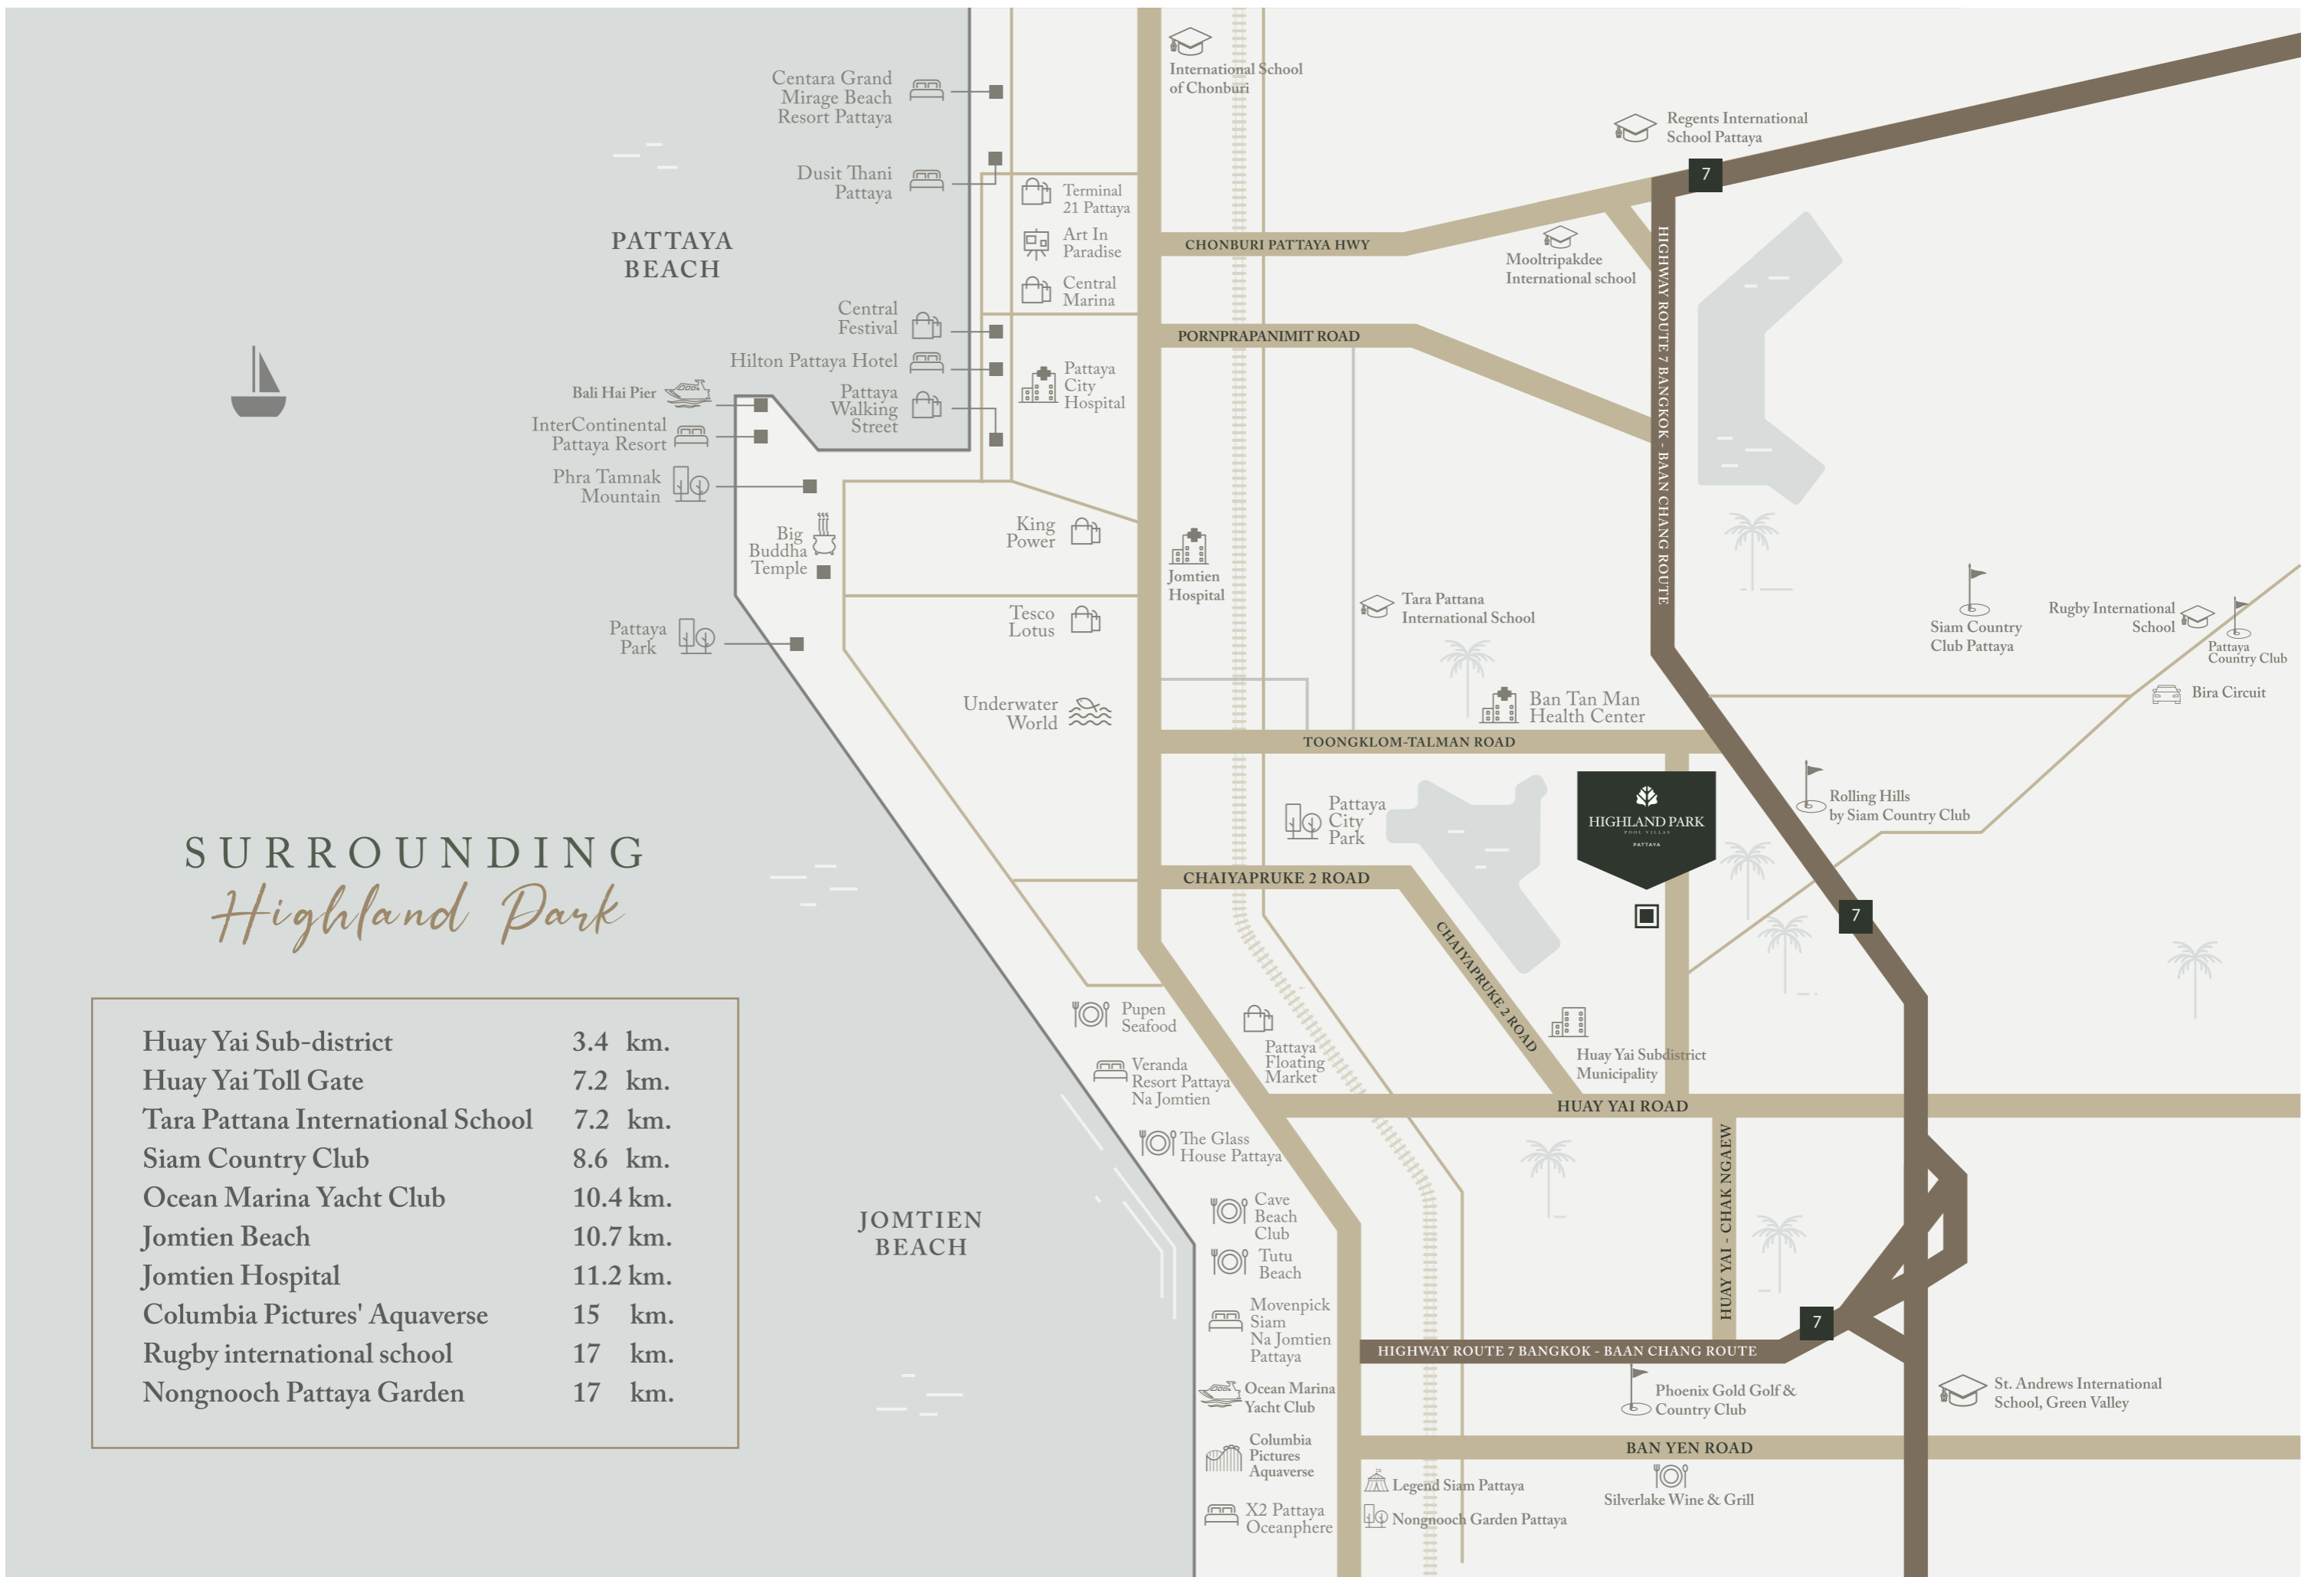 International School
of Chonburi
Centara Grand
Mirage Beach
Resort Pattaya
Regents International
School Pattaya
Dusit Thani
Pattaya
7
Terminal
21 Pattaya
PATTAYA
BEACH
Art In
Paradise
CHONBURI PATTAYA HWY
Mooltripakdee
International school
Central
Marina
HIGHWAY ROUTE 7 BANGKOK - BAAN CHANG ROUTE
Central
Festival
PORNPRAPANIMIT ROAD
Hilton Pattaya Hotel
Pattaya
City
Hospital
Bali Hai Pier
Pattaya
Walking
Street
InterContinental
Pattaya Resort
Phra Tamnak
Mountain
Big
Buddha
Temple
King
Power
Jomtien
Hospital
Tara Pattana
International School
Tesco
Lotus
Siam Country
Club Pattaya
Rugby International
School
Pattaya
Country Club
Bira Circuit
Pattaya
Park
Underwater
World
Ban Tan Man
Health Center
TOONGKLOM-TALMAN ROAD
Pattaya
City
Park
HIGHLAND PARK
POOL VILLAS
PATTAYA
Rolling Hills
by Siam Country Club
SURROUNDING
Highland Park
CHAIYAPRUKE 2 ROAD
7
CHAIYAPRUKE 2 ROAD
Pupen
Seafood
Pattaya
Floating
Market
Huay Yai Subdistrict
Municipality
Veranda
Resort Pattaya
Na Jomtien
HUAY YAI ROAD
The Glass
House Pattaya
HUAY YAI - CHAK NGAEW
Huay Yai Sub-district 3.4 km.
Huay Yai Toll Gate 7.2 km.
Tara Pattana International School 7.2 km.
Siam Country Club 8.6 km.
Ocean Marina Yacht Club 10.4 km.
Jomtien Beach 10.7 km.
Jomtien Hospital 11.2 km.
Columbia Pictures' Aquaverse 15 km.
Rugby international school 17 km.
Nongnooch Pattaya Garden 17 km.
JOMTIEN
BEACH
Cave
Beach
Club
Tutu
Beach
Movenpick
Siam
Na Jomtien
Pattaya
7
HIGHWAY ROUTE 7 BANGKOK - BAAN CHANG ROUTE
Ocean Marina
Yacht Club
Phoenix Gold Golf &
Country Club
St. Andrews International
School, Green Valley
Columbia
Pictures
Aquaverse
BAN YEN ROAD
Legend Siam Pattaya
Silverlake Wine & Grill
X2 Pattaya
Oceanphere
Nongnooch Garden Pattaya